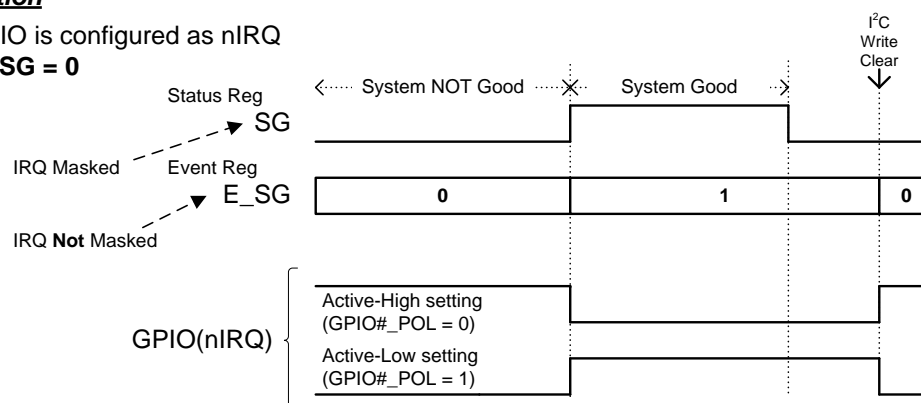 IO is configured as nIRQ
SG = 0
I²C
Write
Clear
System NOT Good
System Good
Status Reg
SG
IRQ Masked
Event Reg
E_SG
0
1
0
IRQ Not Masked
GPIO(nIRQ)
Active-High setting
(GPIO#_POL = 0)
Active-Low setting
(GPIO#_POL = 1)